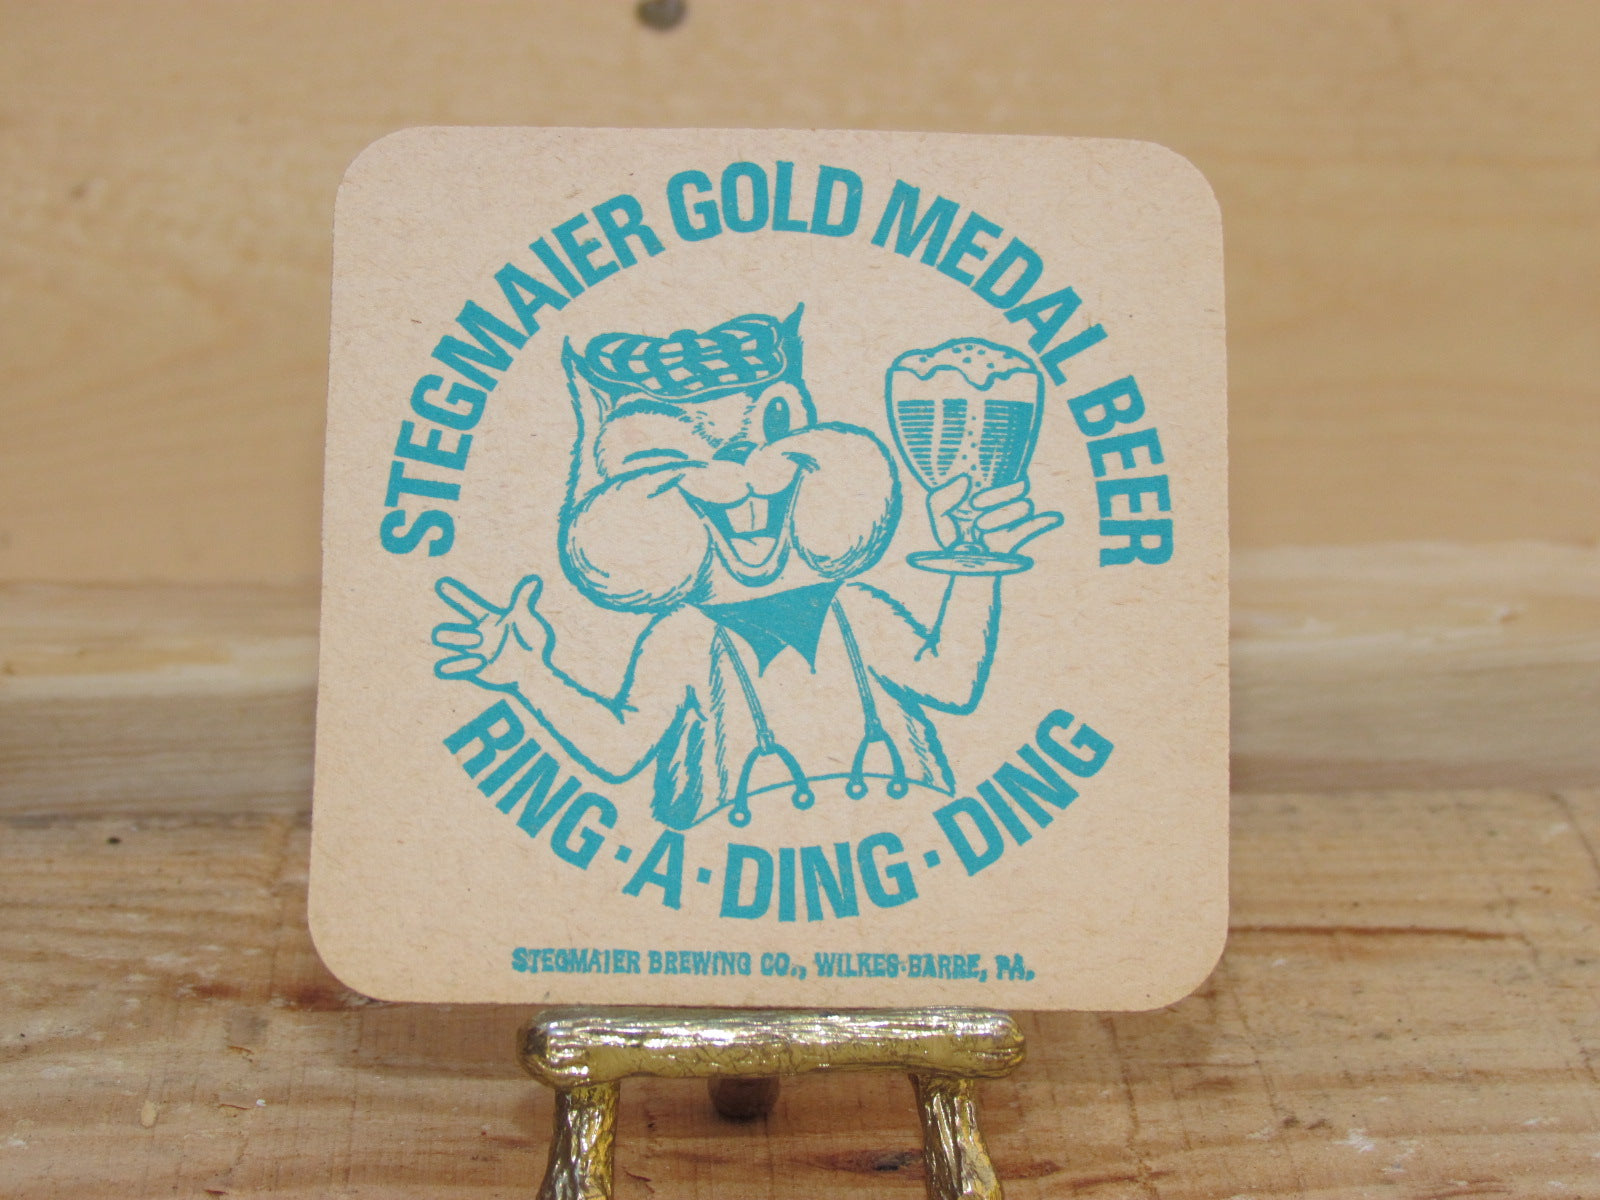 STEGMAIER GOLD MEDAL BEER
RING·A·DING·DING
STEGMAIER BREWING CO., WILKES-BARRE, PA.